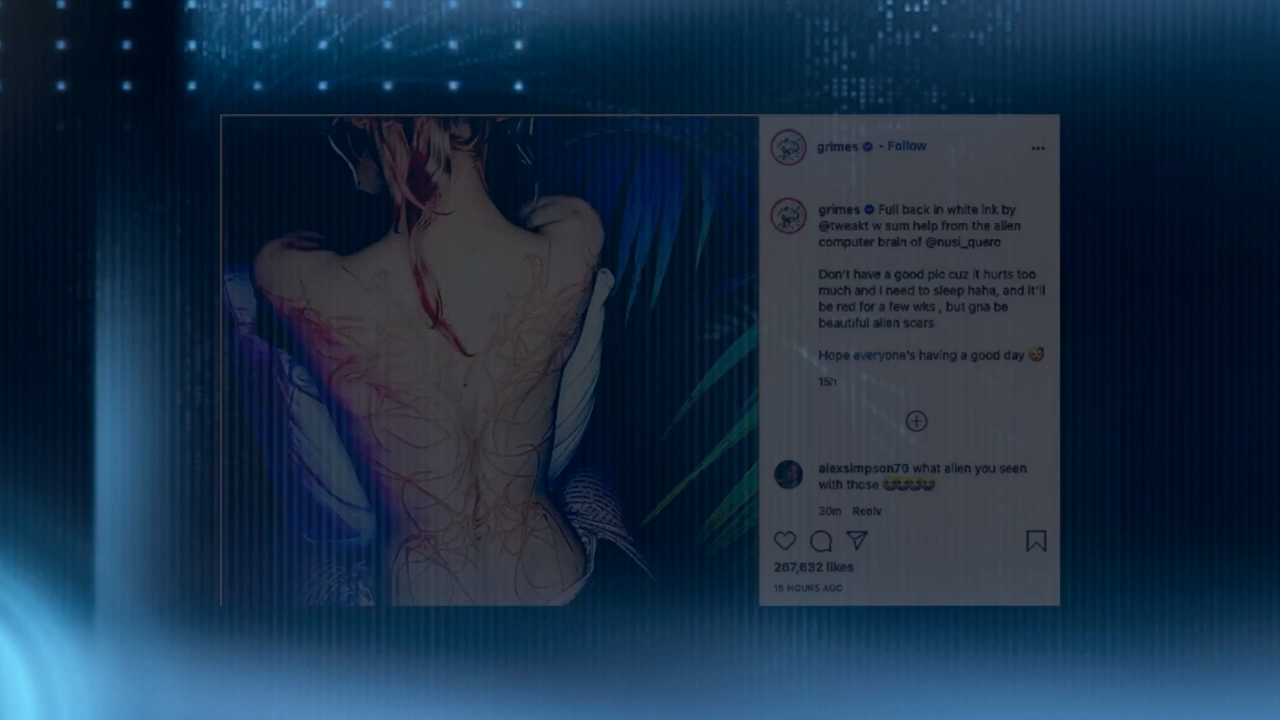 grimes • Follow
grimes Full back in white ink by
@tweakt w sum help from the alien
computer brain of @nusi_quero
Don't have a good pic cuz it hurts too
much and I need to sleep haha, and it'll
be red for a few wks , but gna be
beautiful alien scars
Hope everyone's having a good day 😅
15h
alexsimpson70 what alien you seen
with those 😂😂😂😂
30m Reply
267,632 likes
15 HOURS AGO